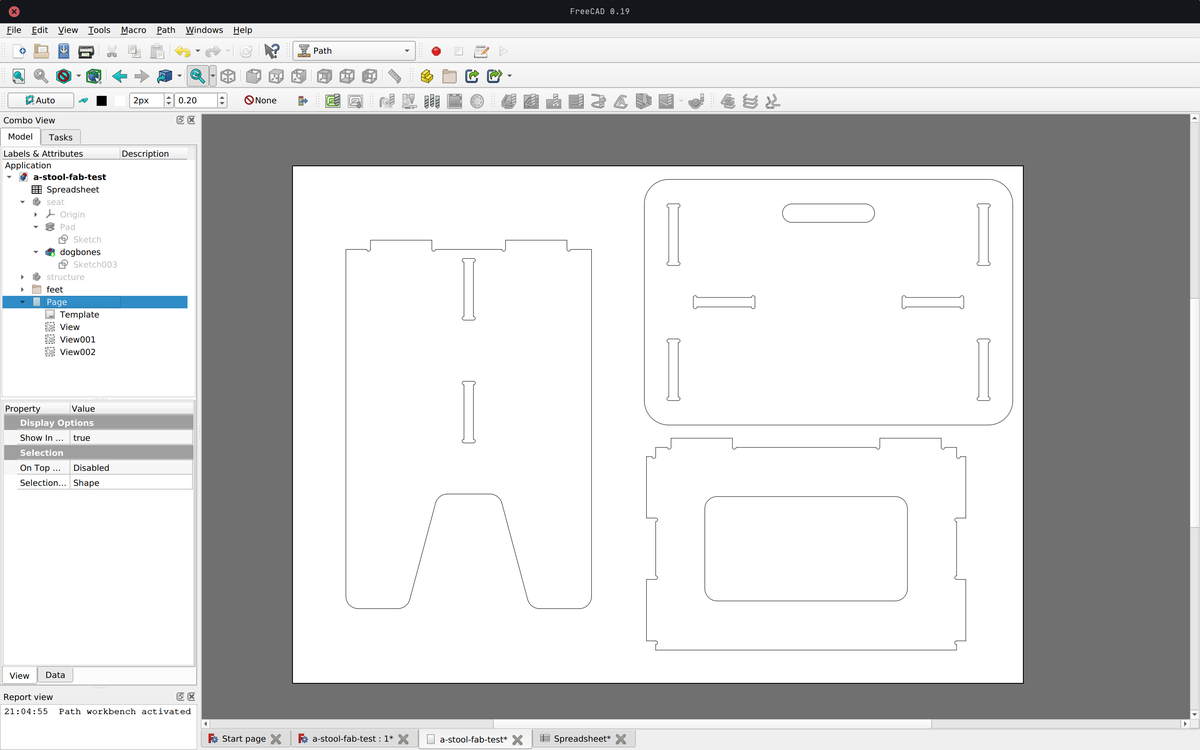 FreeCAD 0.19
File Edit View Tools Macro Path Windows Help
Path
Auto 2px 0.20 None
Combo View
Model Tasks
Labels & Attributes Description
Application
a-stool-fab-test
Spreadsheet
seat
Origin
Pad
Sketch
dogbones
Sketch003
structure
feet
Page
Template
View
View001
View002
Property Value
Display Options
Show In ... true
Selection
On Top ... Disabled
Selection... Shape
View Data
Report view
21:04:55 Path workbench activated
Start page a-stool-fab-test : 1* a-stool-fab-test* Spreadsheet*